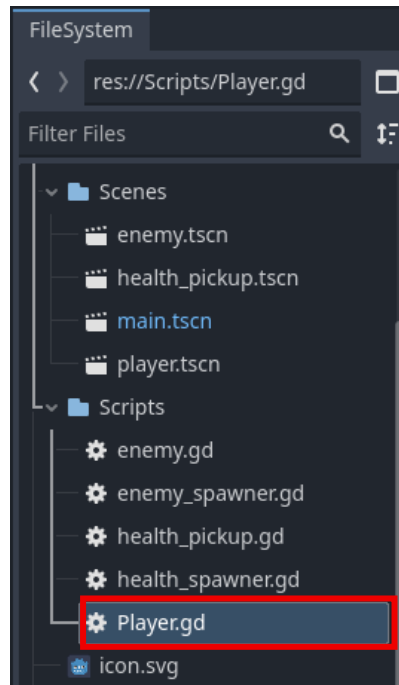 FileSystem
res://Scripts/Player.gd
Filter Files
Scenes
enemy.tscn
health_pickup.tscn
main.tscn
player.tscn
Scripts
enemy.gd
enemy_spawner.gd
health_pickup.gd
health_spawner.gd
Player.gd
icon.svg